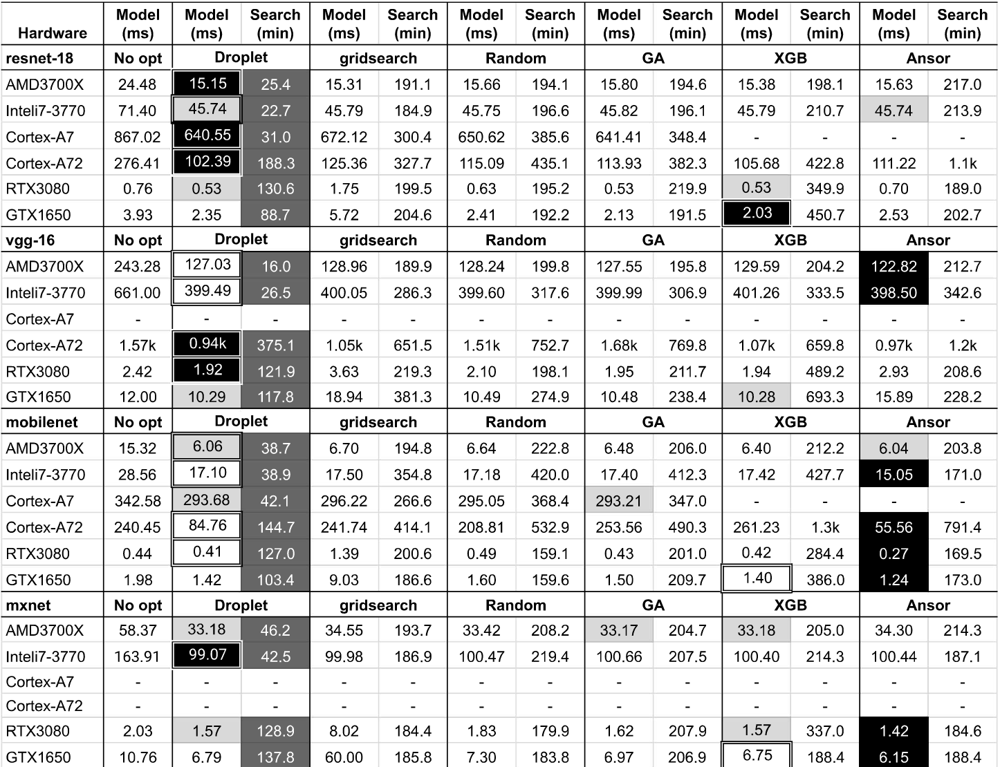 Hardware Model (ms) Model (ms) Search (min) Model (ms) Search (min) Model (ms) Search (min) Model (ms) Search (min) Model (ms) Search (min) Model (ms) Search (min)
resnet-18 No opt Droplet gridsearch Random GA XGB Ansor
AMD3700X 24.48 15.15 25.4 15.31 191.1 15.66 194.1 15.80 194.6 15.38 198.1 15.63 217.0
Inteli7-3770 71.40 45.74 22.7 45.79 184.9 45.75 196.6 45.82 196.1 45.79 210.7 45.74 213.9
Cortex-A7 867.02 640.55 31.0 672.12 300.4 650.62 385.6 641.41 348.4 - - - -
Cortex-A72 276.41 102.39 188.3 125.36 327.7 115.09 435.1 113.93 382.3 105.68 422.8 111.22 1.1k
RTX3080 0.76 0.53 130.6 1.75 199.5 0.63 195.2 0.53 219.9 0.53 349.9 0.70 189.0
GTX1650 3.93 2.35 88.7 5.72 204.6 2.41 192.2 2.13 191.5 2.03 450.7 2.53 202.7
vgg-16 No opt Droplet gridsearch Random GA XGB Ansor
AMD3700X 243.28 127.03 16.0 128.96 189.9 128.24 199.8 127.55 195.8 129.59 204.2 122.82 212.7
Inteli7-3770 661.00 399.49 26.5 400.05 286.3 399.60 317.6 399.99 306.9 401.26 333.5 398.50 342.6
Cortex-A7 - - - - - - - - - - - - -
Cortex-A72 1.57k 0.94k 375.1 1.05k 651.5 1.51k 752.7 1.68k 769.8 1.07k 659.8 0.97k 1.2k
RTX3080 2.42 1.92 121.9 3.63 219.3 2.10 198.1 1.95 211.7 1.94 489.2 2.93 208.6
GTX1650 12.00 10.29 117.8 18.94 381.3 10.49 274.9 10.48 238.4 10.28 693.3 15.89 228.2
mobilenet No opt Droplet gridsearch Random GA XGB Ansor
AMD3700X 15.32 6.06 38.7 6.70 194.8 6.64 222.8 6.48 206.0 6.40 212.2 6.04 203.8
Inteli7-3770 28.56 17.10 38.9 17.50 354.8 17.18 420.0 17.40 412.3 17.42 427.7 15.05 171.0
Cortex-A7 342.58 293.68 42.1 296.22 266.6 295.05 368.4 293.21 347.0 - - - -
Cortex-A72 240.45 84.76 144.7 241.74 414.1 208.81 532.9 253.56 490.3 261.23 1.3k 55.56 791.4
RTX3080 0.44 0.41 127.0 1.39 200.6 0.49 159.1 0.43 201.0 0.42 284.4 0.27 169.5
GTX1650 1.98 1.42 103.4 9.03 186.6 1.60 159.6 1.50 209.7 1.40 386.0 1.24 173.0
mxnet No opt Droplet gridsearch Random GA XGB Ansor
AMD3700X 58.37 33.18 46.2 34.55 193.7 33.42 208.2 33.17 204.7 33.18 205.0 34.30 214.3
Inteli7-3770 163.91 99.07 42.5 99.98 186.9 100.47 219.4 100.66 207.5 100.40 214.3 100.44 187.1
Cortex-A7 - - - - - - - - - - - - -
Cortex-A72 - - - - - - - - - - - - -
RTX3080 2.03 1.57 128.9 8.02 184.4 1.83 179.9 1.62 207.9 1.57 337.0 1.42 184.6
GTX1650 10.76 6.79 137.8 60.00 185.8 7.30 183.8 6.97 206.9 6.75 188.4 6.15 188.4